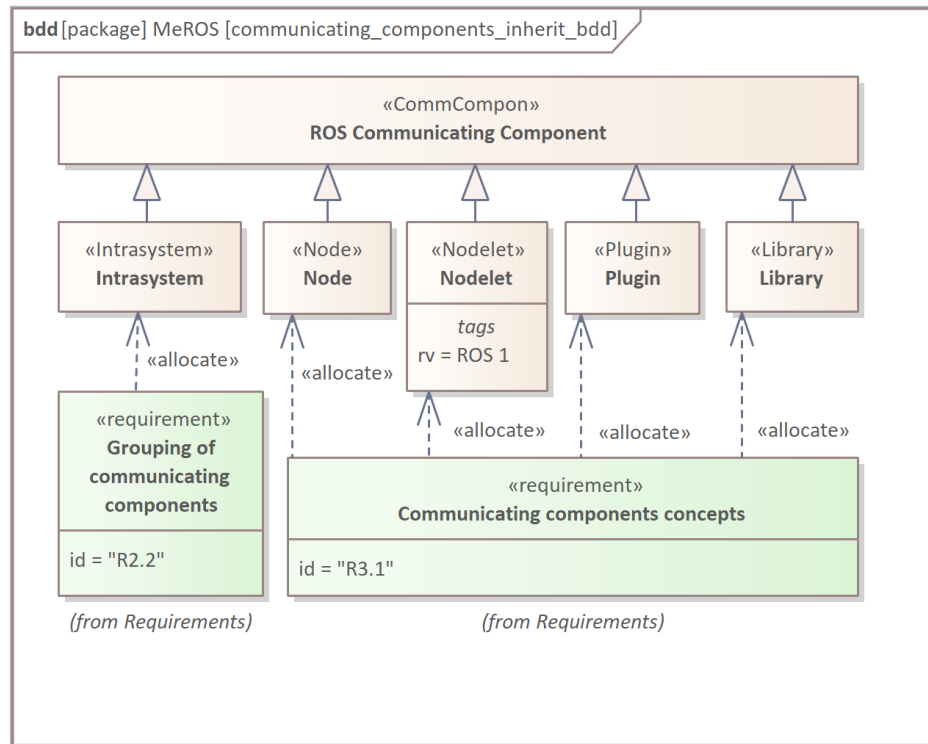 bdd [package] MeROS [communicating_components_inherit_bdd]
«CommCompon»
ROS Communicating Component
«Intrasystem»
Intrasystem
«Node»
Node
«Nodelet»
Nodelet
tags
rv = ROS 1
«Plugin»
Plugin
«Library»
Library
«allocate»
«allocate»
«allocate»
«allocate»
«allocate»
«requirement»
Grouping of
communicating
components
id = "R2.2"
(from Requirements)
«requirement»
Communicating components concepts
id = "R3.1"
(from Requirements)